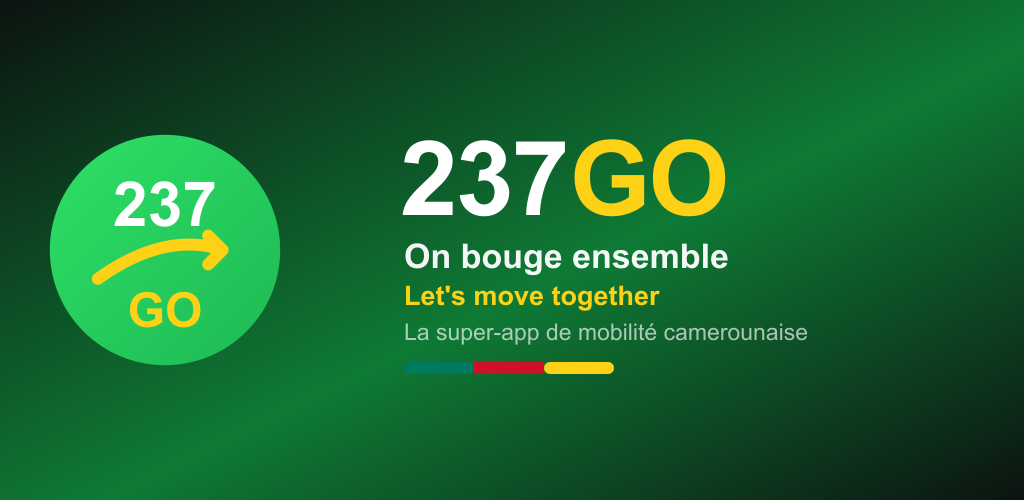 237
GO
237GO
On bouge ensemble
Let's move together
La super-app de mobilité camerounaise